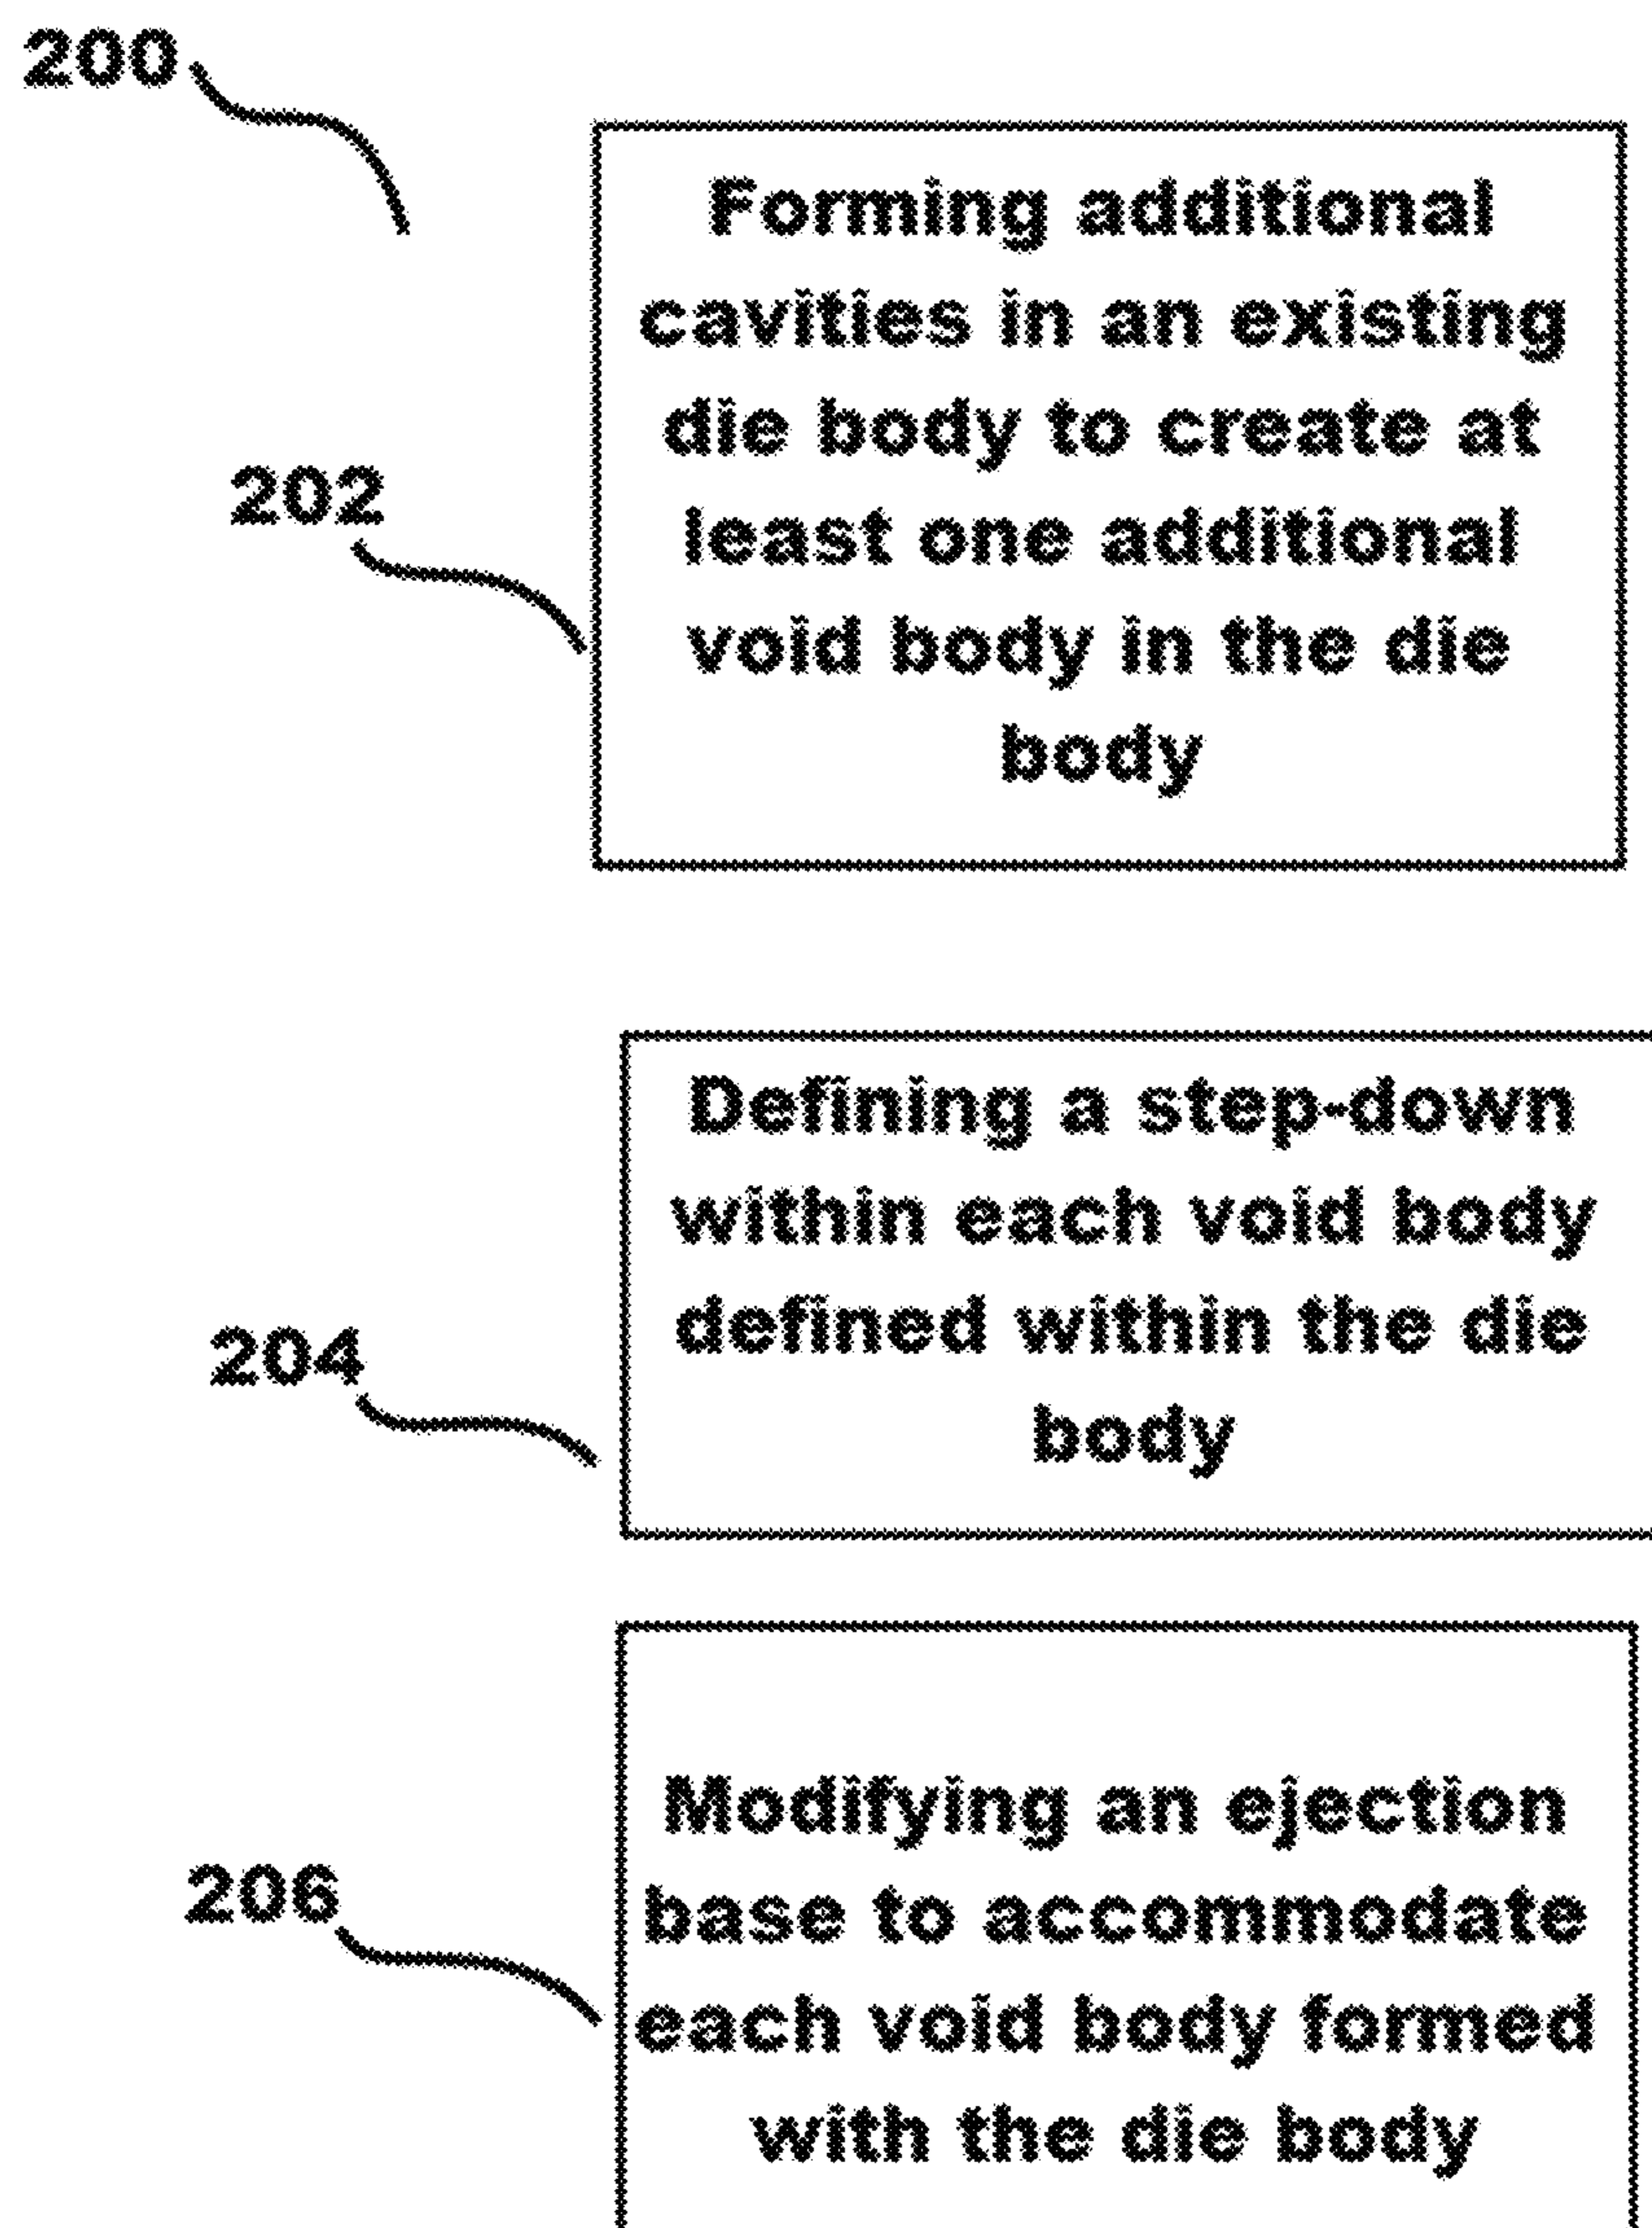 200
Forming additional
cavities in an existing
die body to create at
least one additional
void body in the die
body
202
Defining a step-down
within each void body
defined within the die
body
204
Modifying an ejection
base to accommodate
each void body formed
with the die body
206